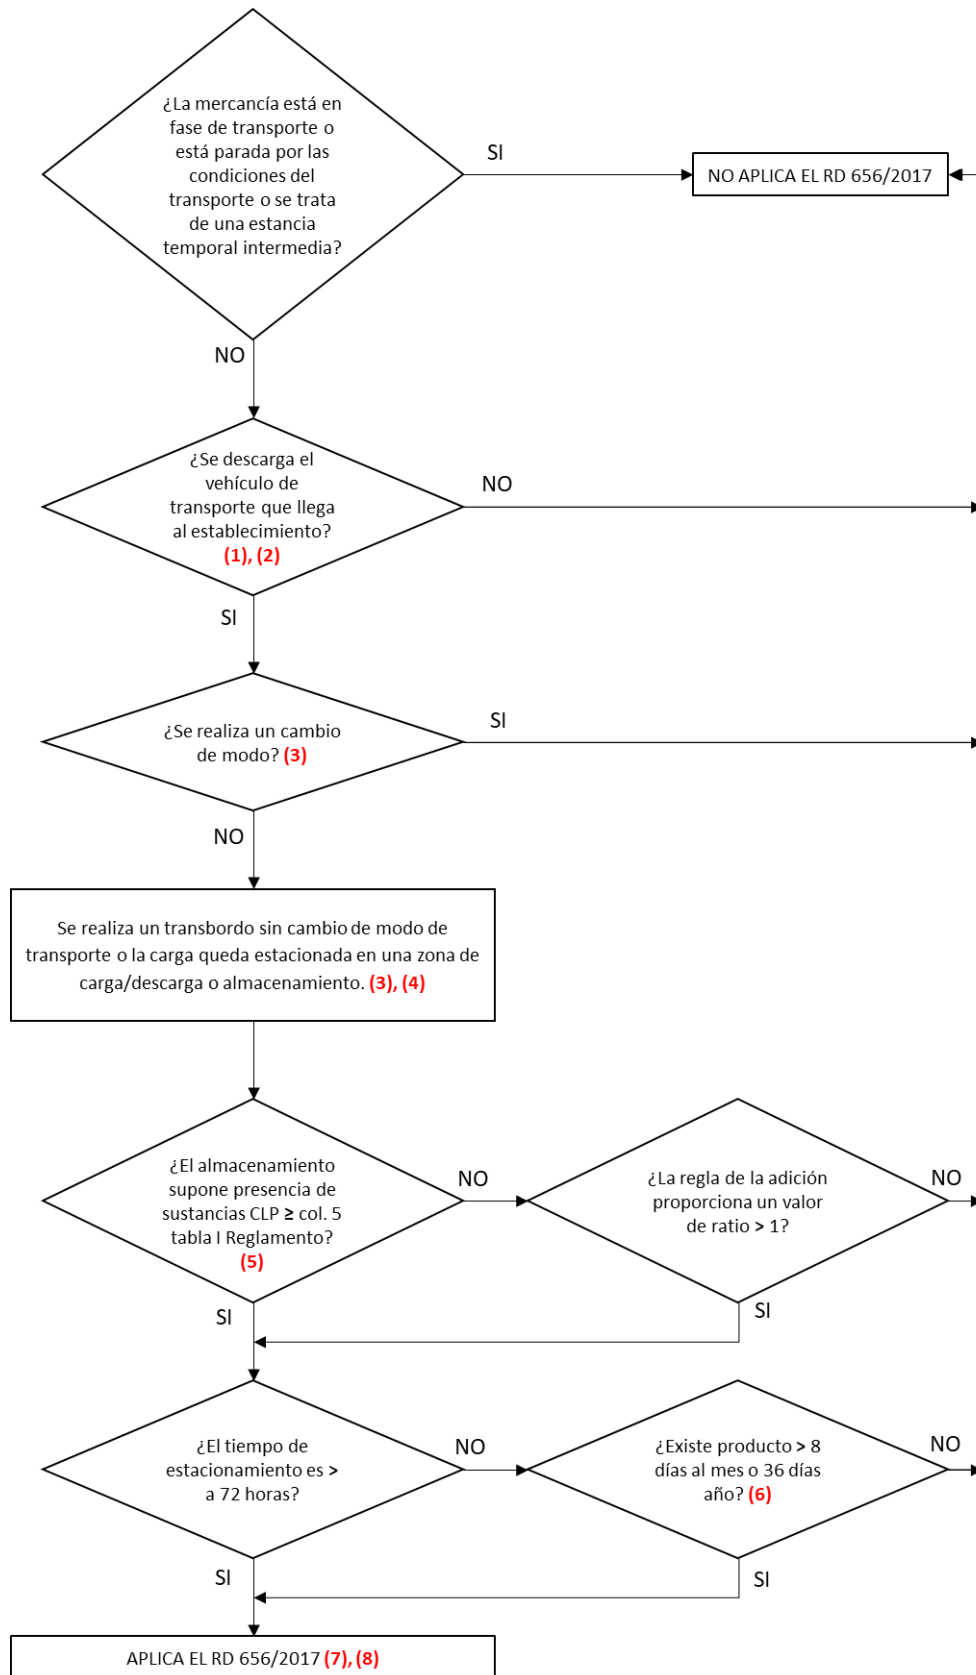 ¿La mercancía está en
fase de transporte o
está parada por las
condiciones del
transporte o se trata
de una estancia
temporal intermedia?
SI
NO APLICA EL RD 656/2017
NO
¿Se descarga el
vehículo de
transporte que llega
al establecimiento?
(1), (2)
NO
SI
¿Se realiza un cambio
de modo? (3)
SI
NO
Se realiza un transbordo sin cambio de modo de
transporte o la carga queda estacionada en una zona de
carga/descarga o almacenamiento. (3), (4)
¿El almacenamiento
supone presencia de
sustancias CLP ≥ col. 5
tabla I Reglamento?
(5)
NO
¿La regla de la adición
proporciona un valor
de ratio > 1?
NO
SI
SI
¿El tiempo de
estacionamiento es >
a 72 horas?
NO
¿Existe producto > 8
días al mes o 36 días
año? (6)
NO
SI
SI
APLICA EL RD 656/2017 (7), (8)